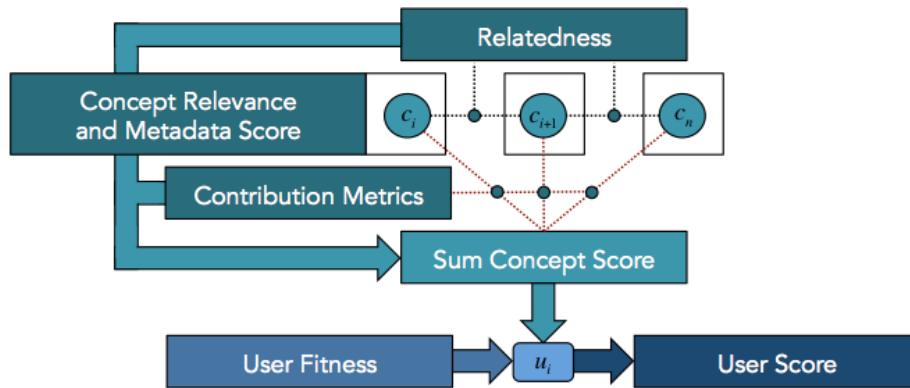 Relatedness
Concept Relevance
and Metadata Score
c_i
c_{i+1}
c_n
Contribution Metrics
Sum Concept Score
User Fitness
u_i
User Score